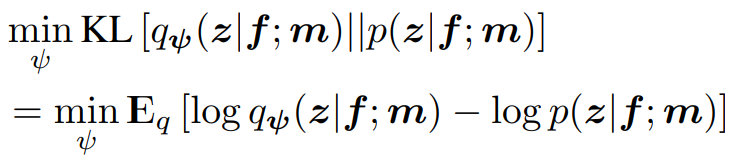 min_ψ KL [q_ψ(z|f; m)||p(z|f; m)]
= min_ψ E_q [log q_ψ(z|f; m) − log p(z|f; m)]